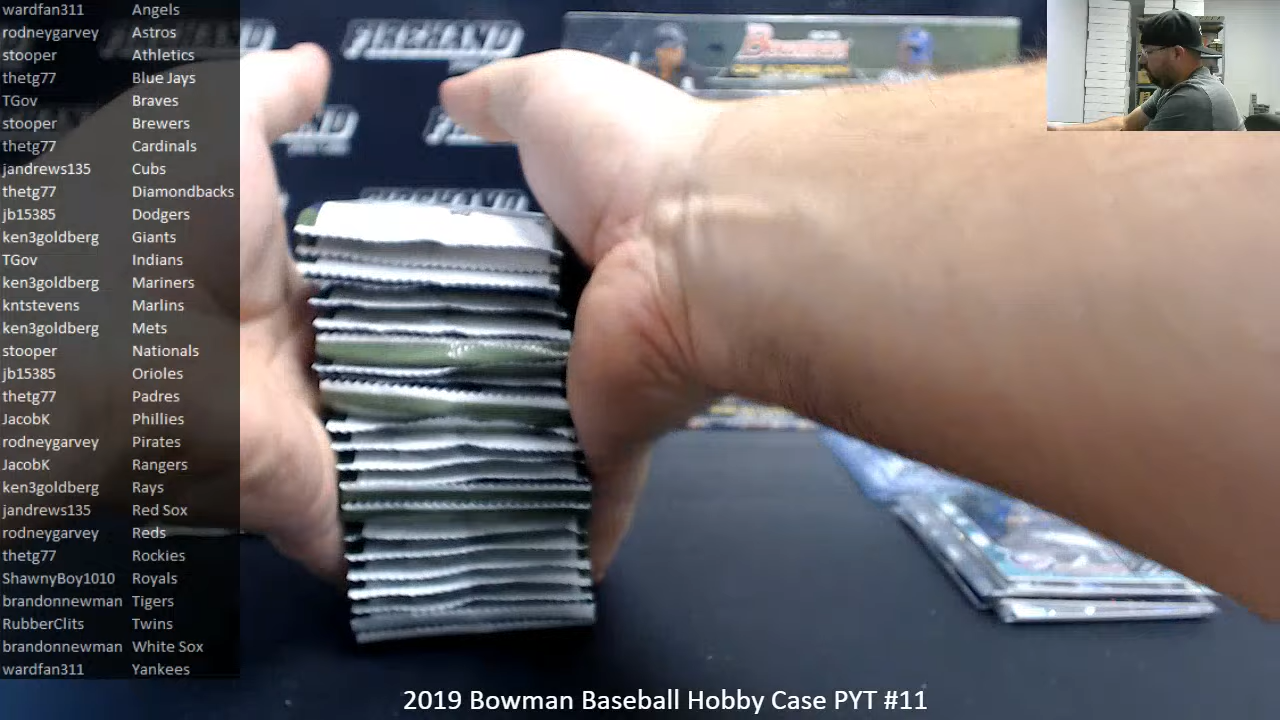 wardfan311 Angels
rodneygarvey Astros
stooper Athletics
thetg77 Blue Jays
TGov Braves
stooper Brewers
thetg77 Cardinals
jandrews135 Cubs
thetg77 Diamondbacks
jb15385 Dodgers
ken3goldberg Giants
TGov Indians
ken3goldberg Mariners
kntstevens Marlins
ken3goldberg Mets
stooper Nationals
jb15385 Orioles
thetg77 Padres
JacobK Phillies
rodneygarvey Pirates
JacobK Rangers
ken3goldberg Rays
jandrews135 Red Sox
rodneygarvey Reds
thetg77 Rockies
ShawnyBoy1010 Royals
brandonnewman Tigers
RubberClits Twins
brandonnewman White Sox
wardfan311 Yankees
FIREHAND
Bowman
FIREHAND
2019 Bowman Baseball Hobby Case PYT #11